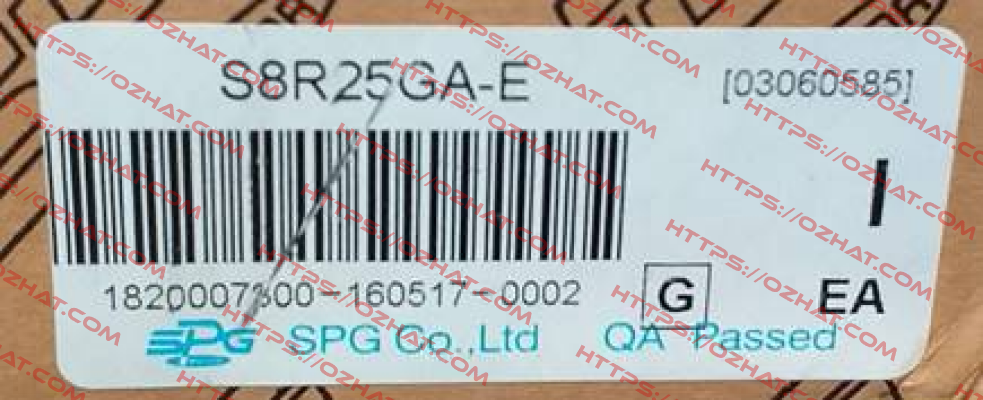 S8R25GA-E
[03060585]
I
1820007300-160517-0002
G
EA
SPG SPG Co.,Ltd QA Passed
HTTPS://OZHAT.COM